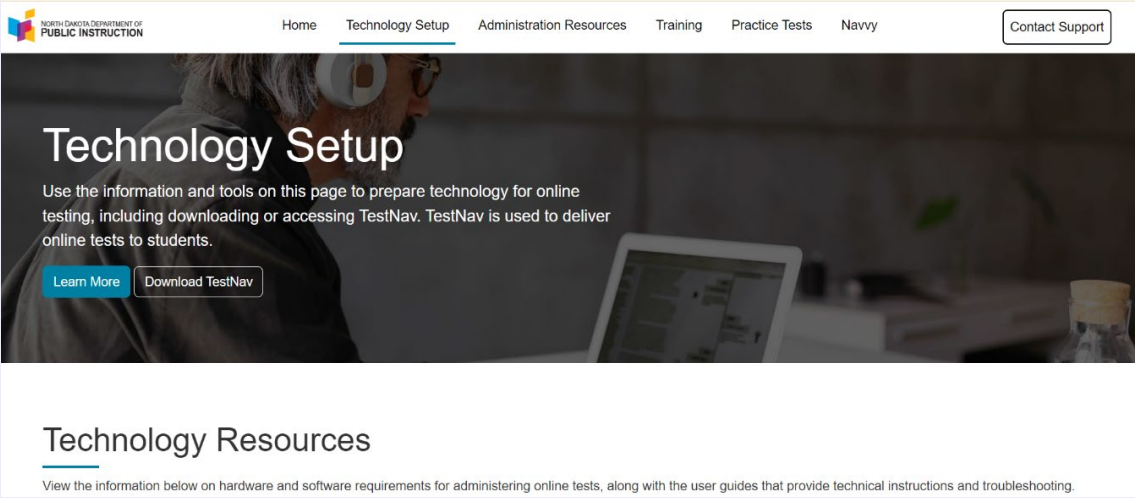 NORTH DAKOTA DEPARTMENT OF
PUBLIC INSTRUCTION
Home Technology Setup Administration Resources Training Practice Tests Navvy Contact Support
Technology Setup
Use the information and tools on this page to prepare technology for online
testing, including downloading or accessing TestNav. TestNav is used to deliver
online tests to students.
Learn More Download TestNav
Technology Resources
View the information below on hardware and software requirements for administering online tests, along with the user guides that provide technical instructions and troubleshooting.